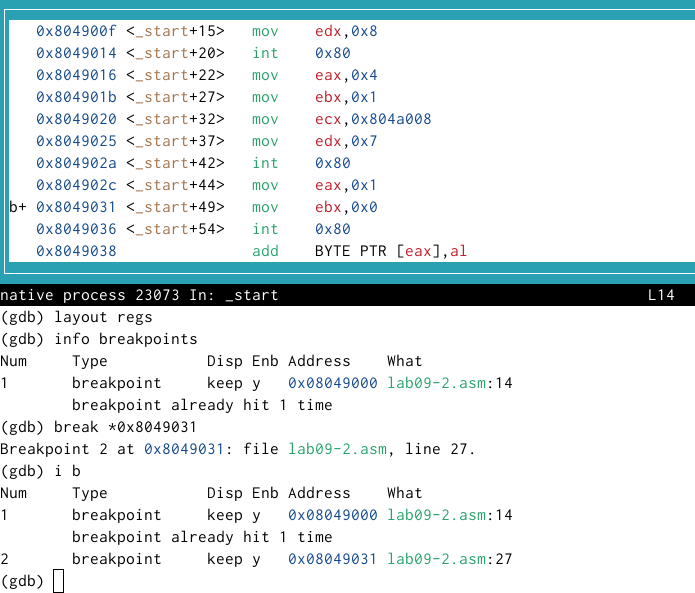 0x804900f <_start+15>   mov    edx,0x8
0x8049014 <_start+20>   int    0x80
0x8049016 <_start+22>   mov    eax,0x4
0x804901b <_start+27>   mov    ebx,0x1
0x8049020 <_start+32>   mov    ecx,0x804a008
0x8049025 <_start+37>   mov    edx,0x7
0x804902a <_start+42>   int    0x80
0x804902c <_start+44>   mov    eax,0x1
b+ 0x8049031 <_start+49>   mov    ebx,0x0
0x8049036 <_start+54>   int    0x80
0x8049038               add    BYTE PTR [eax],al
native process 23073 In: _start                                         L14
(gdb) layout regs
(gdb) info breakpoints
Num     Type           Disp Enb Address    What
1       breakpoint     keep y   0x08049000 lab09-2.asm:14
        breakpoint already hit 1 time
(gdb) break *0x8049031
Breakpoint 2 at 0x8049031: file lab09-2.asm, line 27.
(gdb) i b
Num     Type           Disp Enb Address    What
1       breakpoint     keep y   0x08049000 lab09-2.asm:14
        breakpoint already hit 1 time
2       breakpoint     keep y   0x08049031 lab09-2.asm:27
(gdb)